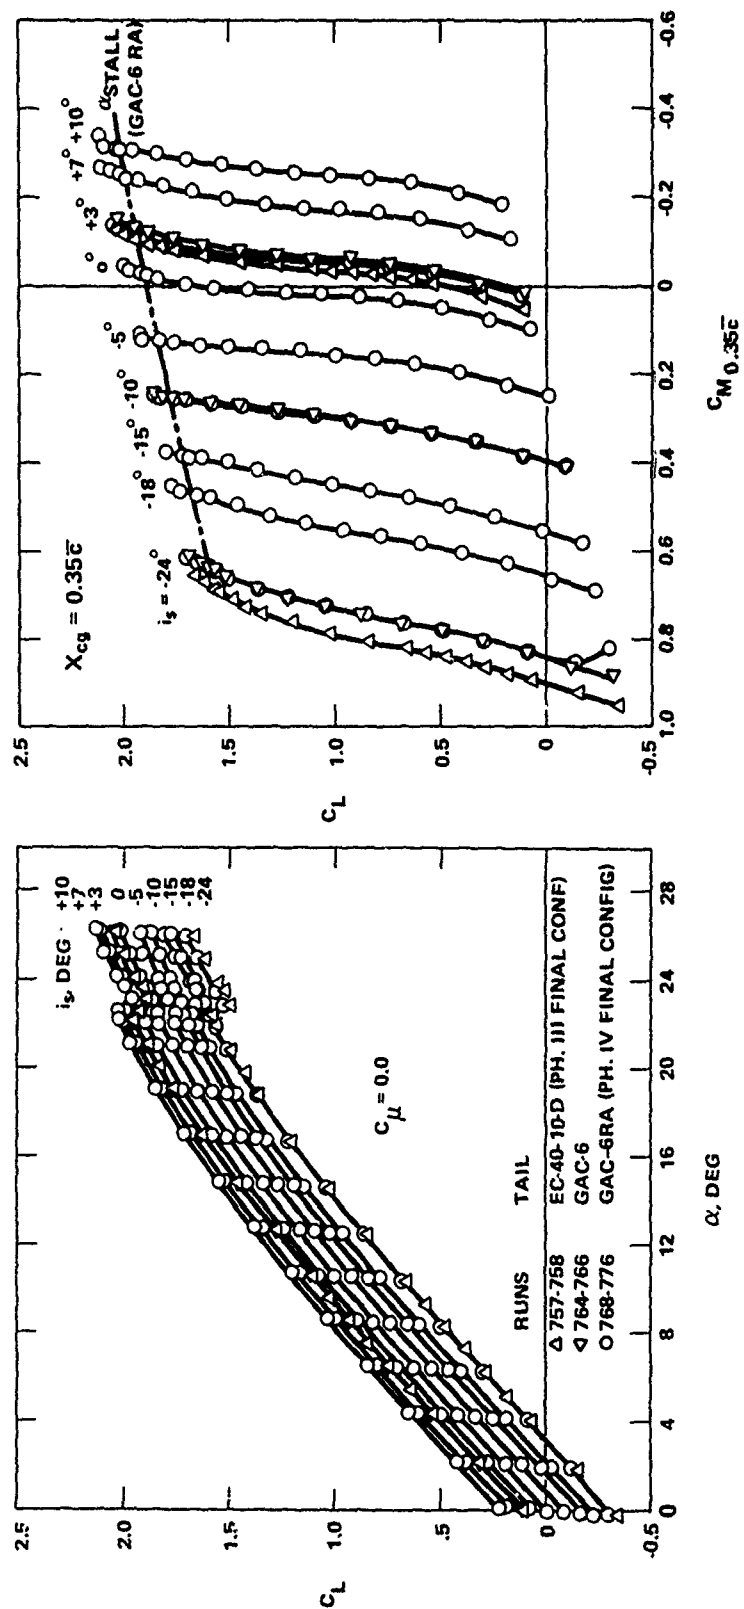 2.5
2.0
1.5
1.0
0.5
0
-0.5
C_L
i_s, DEG · +10
+7
+3
0
-5
-10
-15
-18
-24
C_μ = 0.0
RUNS TAIL
△ 757-758 EC-40-10-D (PH. III FINAL CONF)
◁ 764-766 GAC-6
○ 768-776 GAC-6RA (PH. IV FINAL CONFIG)
0 4 8 12 16 20 24 28
α, DEG
2.5
2.0
1.5
1.0
0.5
0
-0.5
C_L
X_cg = 0.35c̅
i_s = -24° -18° -15° -10° -5° 0° +3° +7° +10°
α_STALL
(GAC-6 RA)
1.0 0.8 0.6 0.4 0.2 0 -0.2 -0.4 -0.6
C_M 0.35c̅